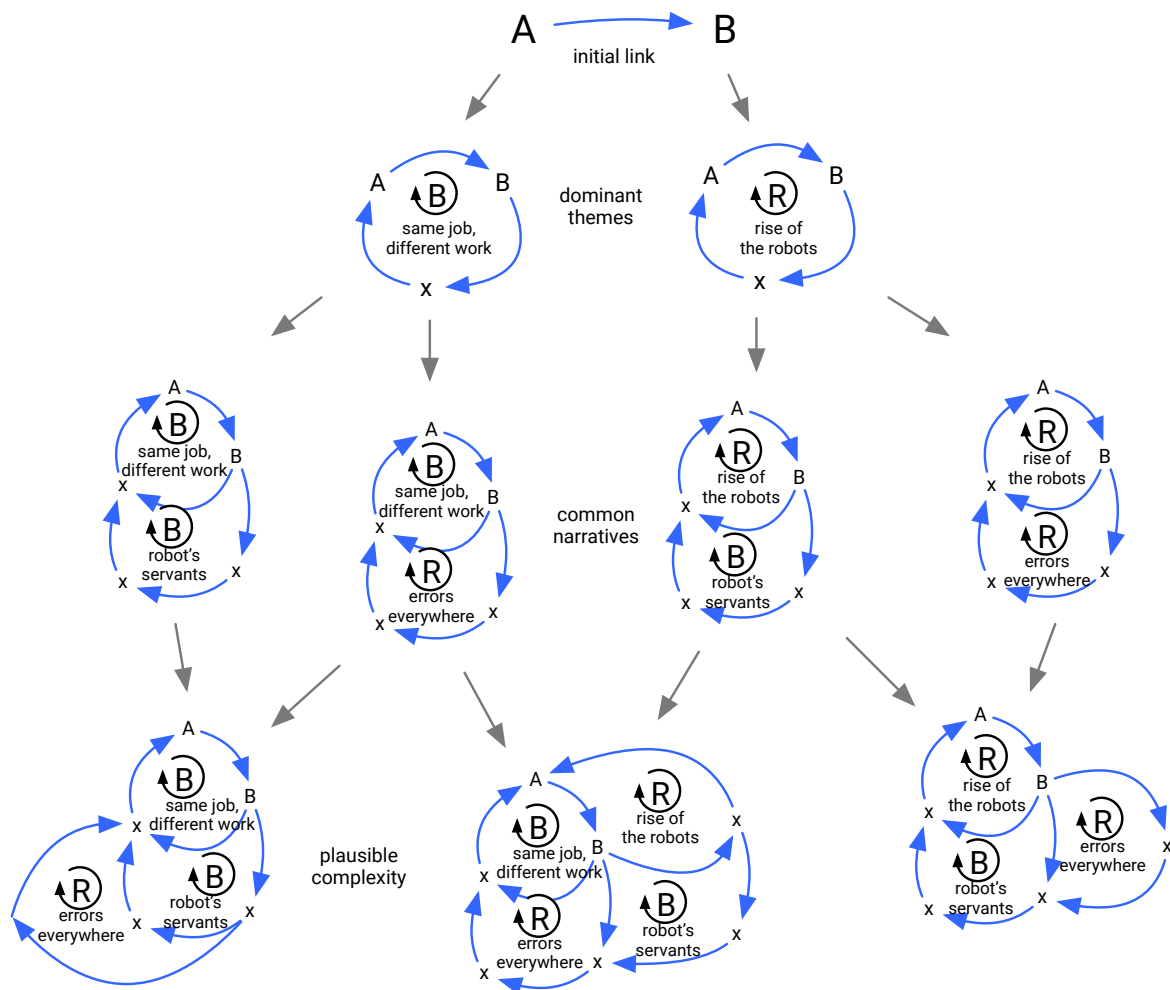 A
B
initial link
A
B
B
same job,
different work
x
dominant
themes
A
R
B
rise of
the robots
x
A
B
same job,
different work
B
x
B
robot's
servants
x
x
A
B
same job,
different work
B
x
R
errors
everywhere
x
x
common
narratives
A
R
rise of
the robots
B
x
B
robot's
servants
x
x
A
R
rise of
the robots
B
x
R
errors
everywhere
x
x
A
B
same job,
different work
B
x
R
errors
everywhere
B
robot's
servants
x
x
plausible
complexity
A
B
same job,
different work
B
x
R
rise of
the robots
x
R
errors
everywhere
x
x
B
robot's
servants
x
A
R
rise of
the robots
B
x
R
errors
everywhere
x
B
robot's
servants
x
x